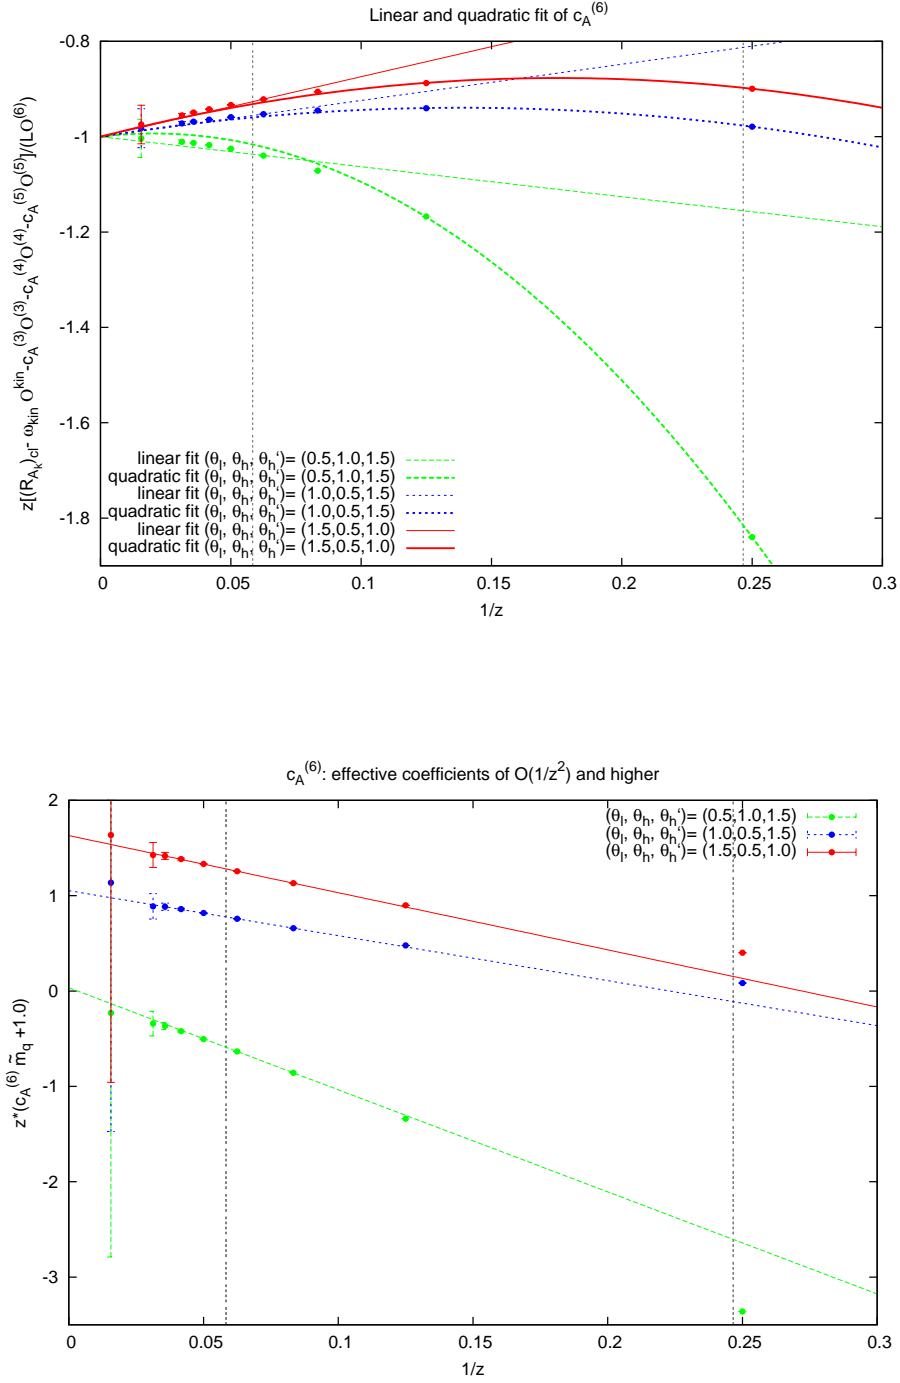 Linear and quadratic fit of c_A^(6)
z[(R_{A_k})_cl- ω_kin O^kin-c_A^(3)O^(3)-c_A^(4)O^(4)-c_A^(5)O^(5)]/(LO^(6))
-0.8
-1
-1.2
-1.4
-1.6
-1.8
linear fit (θ_l, θ_h, θ_h‘)= (0.5,1.0,1.5)
quadratic fit (θ_l, θ_h, θ_h‘)= (0.5,1.0,1.5)
linear fit (θ_l, θ_h, θ_h‘)= (1.0,0.5,1.5)
quadratic fit (θ_l, θ_h, θ_h‘)= (1.0,0.5,1.5)
linear fit (θ_l, θ_h, θ_h‘)= (1.5,0.5,1.0)
quadratic fit (θ_l, θ_h, θ_h‘)= (1.5,0.5,1.0)
0 0.05 0.1 0.15 0.2 0.25 0.3
1/z
c_A^(6): effective coefficients of O(1/z^2) and higher
z*(c_A^(6) m̃_q +1.0)
2
1
0
-1
-2
-3
(θ_l, θ_h, θ_h‘)= (0.5,1.0,1.5)
(θ_l, θ_h, θ_h‘)= (1.0,0.5,1.5)
(θ_l, θ_h, θ_h‘)= (1.5,0.5,1.0)
0 0.05 0.1 0.15 0.2 0.25 0.3
1/z